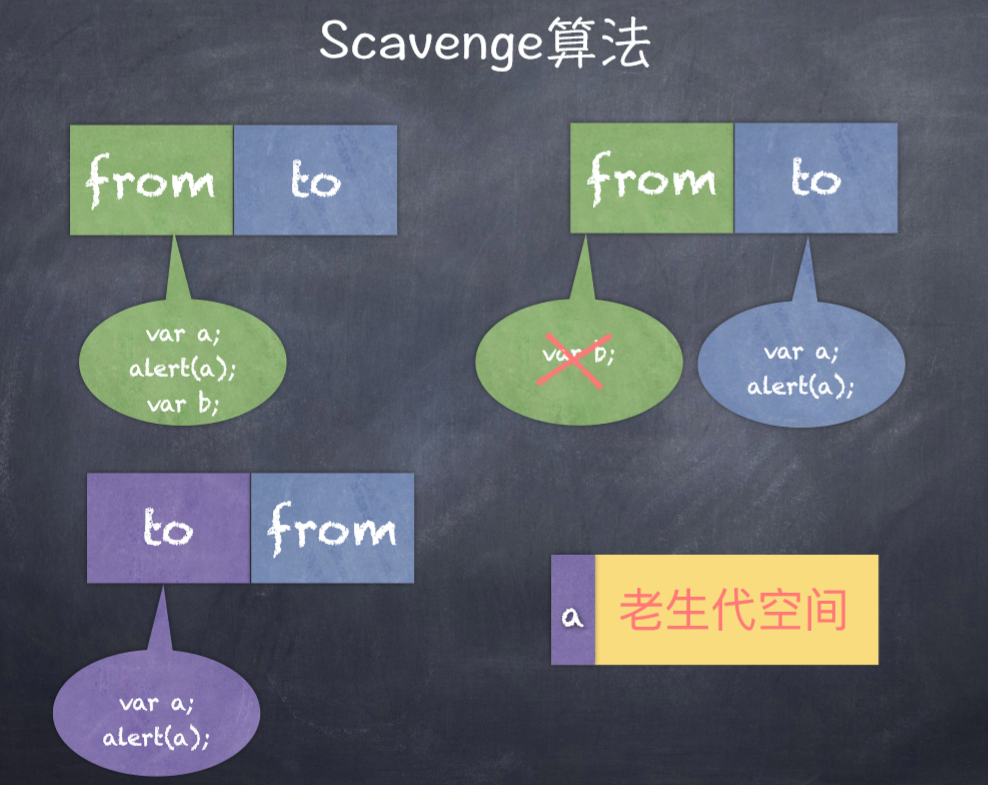 Scavenge算法
from to
var a;
alert(a);
var b;
from to
var b;
var a;
alert(a);
to from
var a;
alert(a);
a 老生代空间